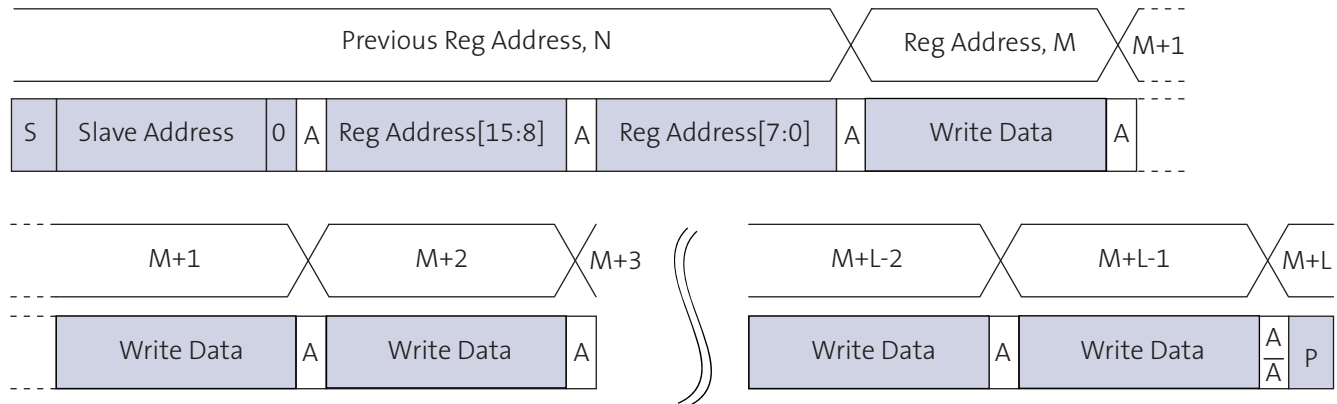 Previous Reg Address, N Reg Address, M M+1
S Slave Address 0 A Reg Address[15:8] A Reg Address[7:0] A Write Data A
M+1 M+2 M+3 M+L-2 M+L-1 M+L
Write Data A Write Data A Write Data A Write Data A/A̅ P